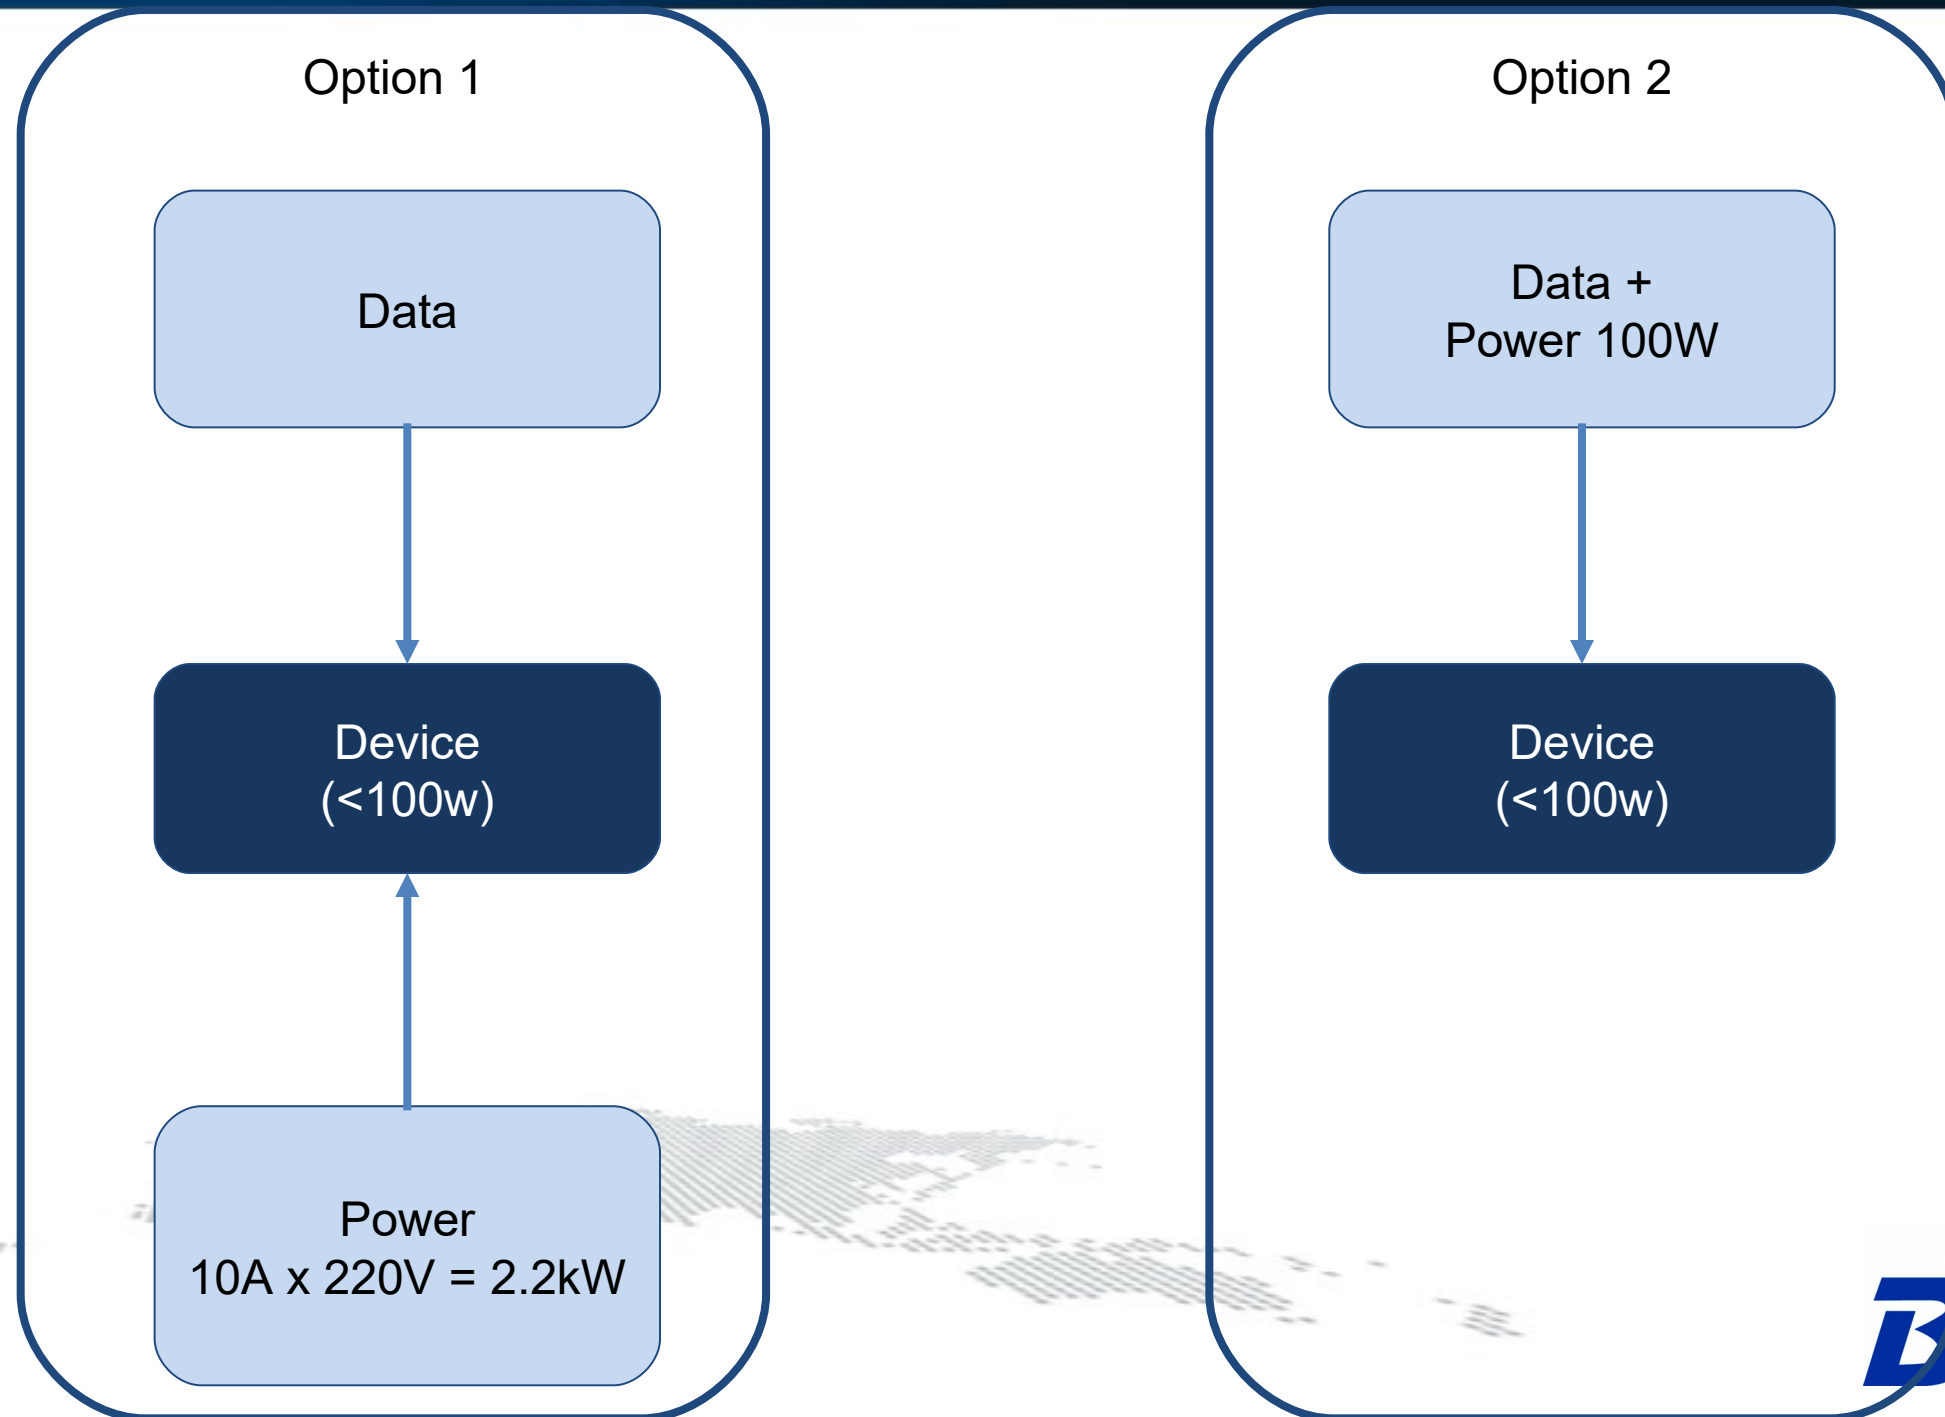 Option 1
Data
Device
(<100w)
Power
10A x 220V = 2.2kW
Option 2
Data +
Power 100W
Device
(<100w)
B